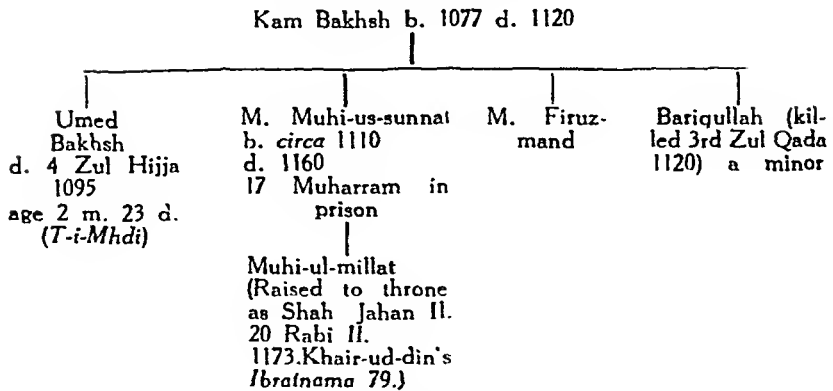 Kam Bakhsh b. 1077 d. 1120
Umed
Bakhsh
d. 4 Zul Hijja
1095
age 2 m. 23 d.
(T-i-Mhdi)
M. Muhi-us-sunnat
b. circa 1110
d. 1160
17 Muharram in
prison
Muhi-ul-millat
(Raised to throne
as Shah Jahan II.
20 Rabi II.
1173.Khair-ud-din's
Ibratnama 79.)
M. Firuz-
mand
Bariqullah (kil-
led 3rd Zul Qada
1120) a minor